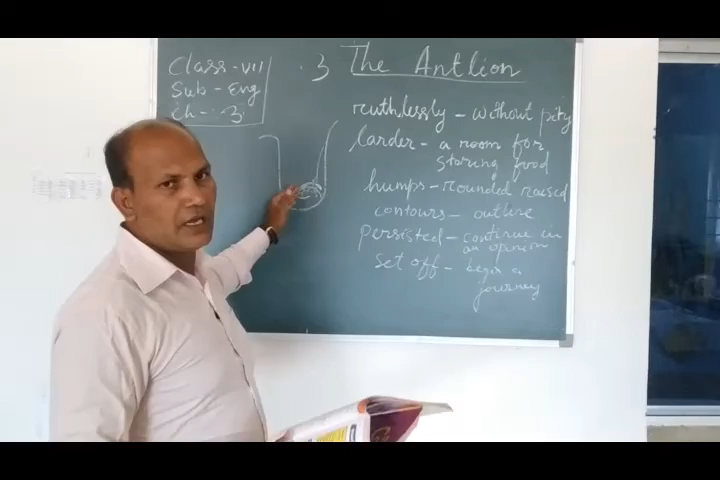 Class - VII
Sub - Eng
Ch - 3
3 The Antlion
ruthlessly - without pity
larder - a room for
storing food
humps - rounded raised
contours - outline
persisted - continue in
an opinion
set off - begin a
journey